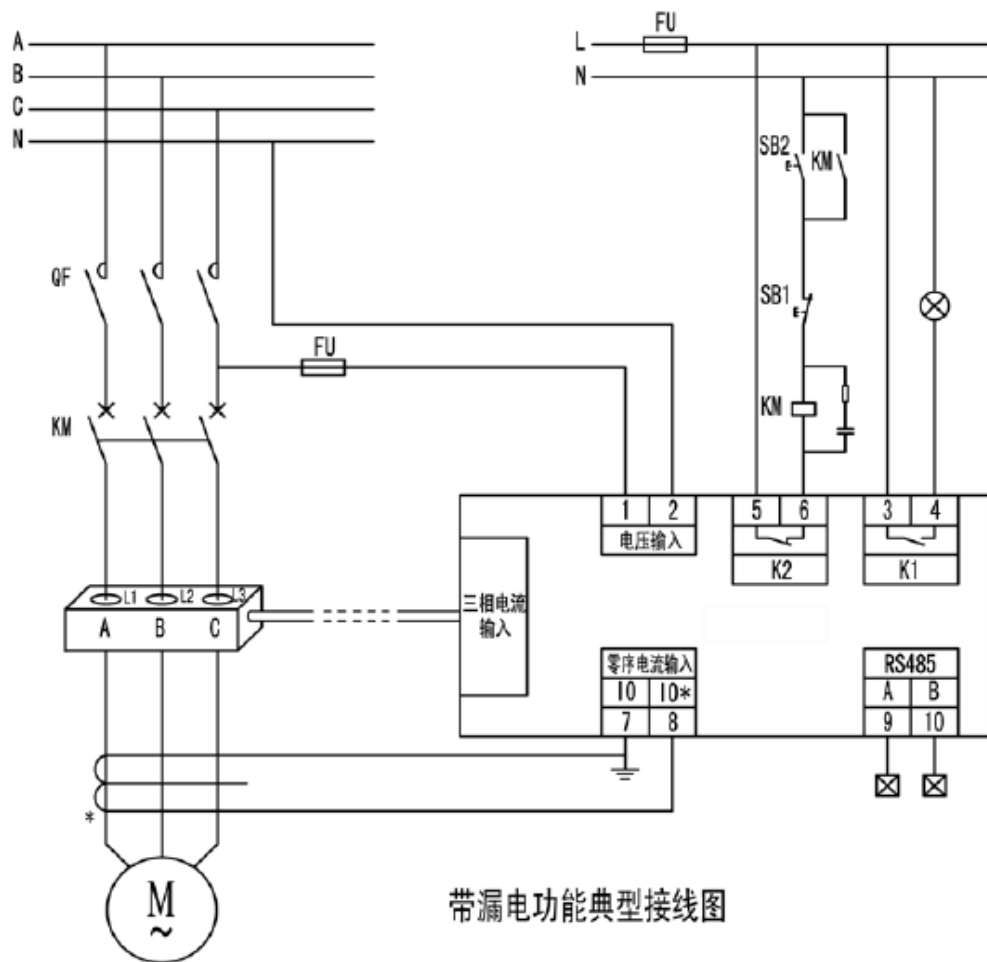 A
B
C
N
L
FU
N
SB2
KM
QF
SB1
FU
KM
KM
1 2
电压输入
5 6
K2
3 4
K1
L1 L2 L3
A B C
三相电流
输入
零序电流输入
I0 I0*
7 8
RS485
A B
9 10
*
M
~
带漏电功能典型接线图